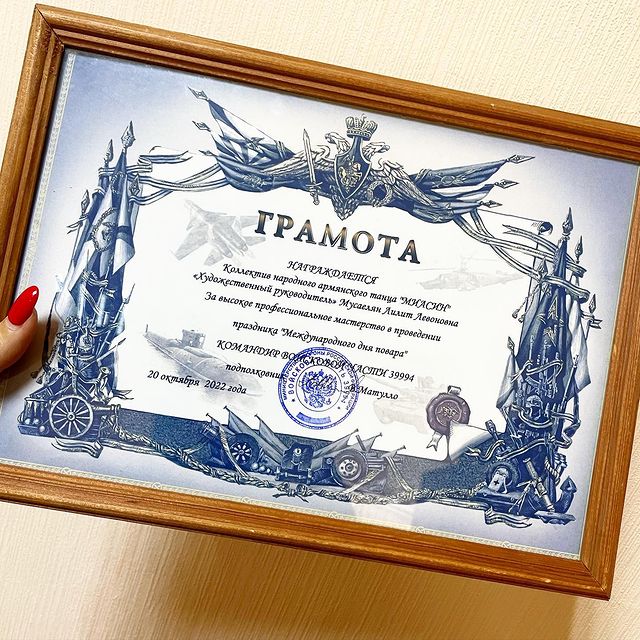 ГРАМОТА
НАГРАЖДАЕТСЯ
Коллектив народного армянского танца "МИАСИН"
«Художественный руководитель» Мусаелян Лилит Левоновна
За высокое профессиональное мастерство в проведении
праздника "Международного дня повара"
КОМАНДИР ВОЙСКОВОЙ ЧАСТИ 39994
подполковник В.Матулло
20 октября 2022 года